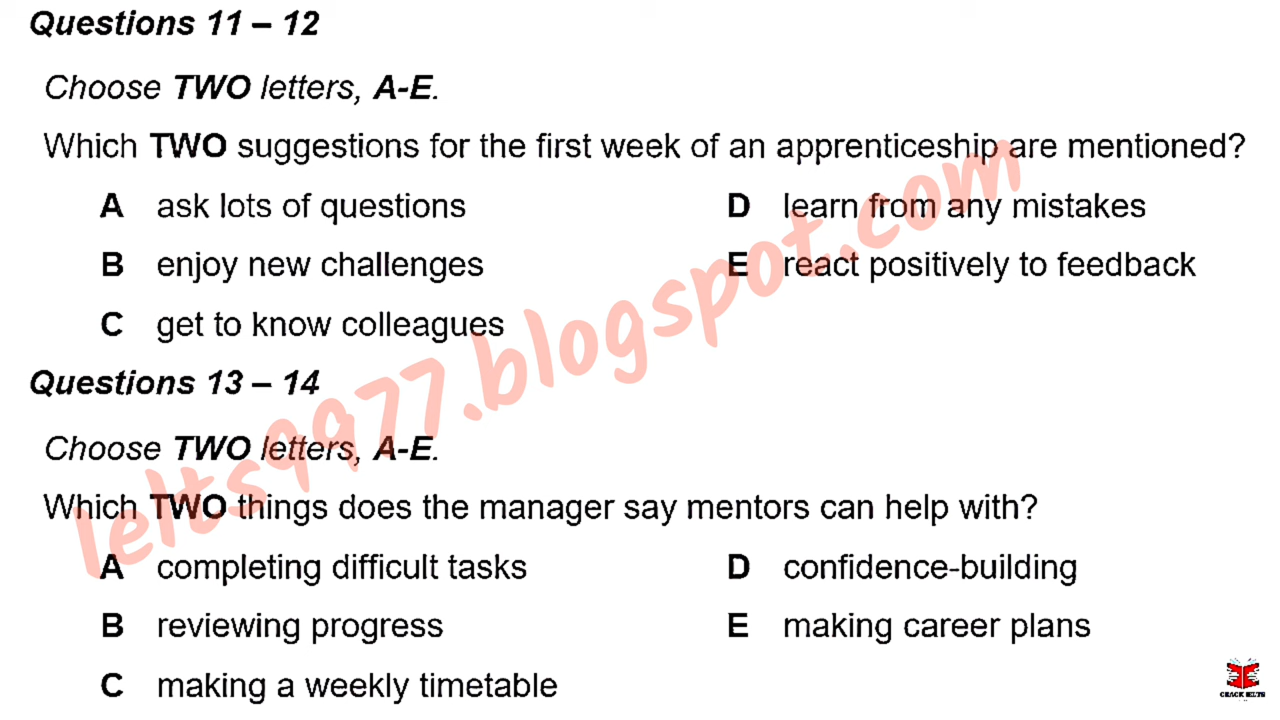 Questions 11 – 12
Choose TWO letters, A-E.
Which TWO suggestions for the first week of an apprenticeship are mentioned?
A ask lots of questions
B enjoy new challenges
C get to know colleagues
D learn from any mistakes
E react positively to feedback
Questions 13 – 14
Choose TWO letters, A-E.
Which TWO things does the manager say mentors can help with?
A completing difficult tasks
B reviewing progress
C making a weekly timetable
D confidence-building
E making career plans
Ielts9977.blogspot.com
CRACK IELTS